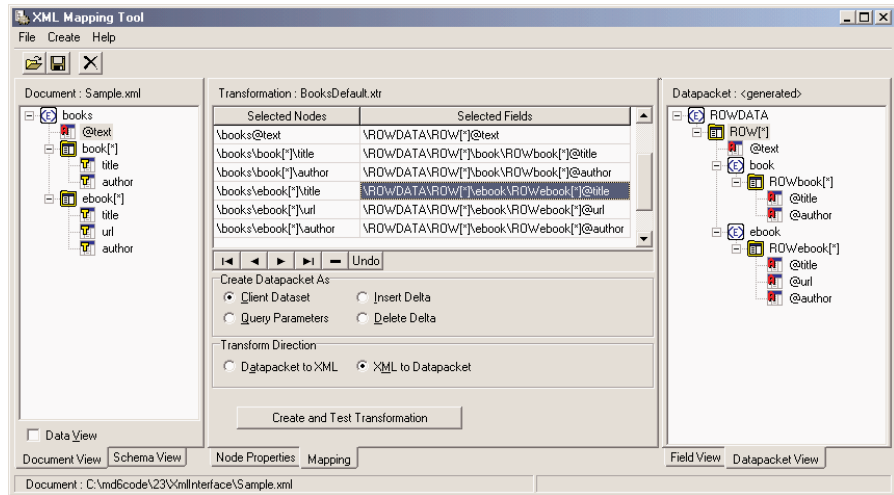 XML Mapping Tool
File Create Help
Document : Sample.xml
books
@text
book[*]
title
author
ebook[*]
title
url
author
Data View
Document View Schema View
Transformation : BooksDefault.xtr
Selected Nodes Selected Fields
\books@text \ROWDATA\ROW[*]@text
\books\book[*]\title \ROWDATA\ROW[*]\book\ROWbook[*]@title
\books\book[*]\author \ROWDATA\ROW[*]\book\ROWbook[*]@author
\books\ebook[*]\title \ROWDATA\ROW[*]\ebook\ROWebook[*]@title
\books\ebook[*]\url \ROWDATA\ROW[*]\ebook\ROWebook[*]@url
\books\ebook[*]\author \ROWDATA\ROW[*]\ebook\ROWebook[*]@author
Undo
Create Datapacket As
Client Dataset Insert Delta
Query Parameters Delete Delta
Transform Direction
Datapacket to XML XML to Datapacket
Create and Test Transformation
Node Properties Mapping
Datapacket : <generated>
ROWDATA
ROW[*]
@text
book
ROWbook[*]
@title
@author
ebook
ROWebook[*]
@title
@url
@author
Field View Datapacket View
Document : C:\md6code\23\XmlInterface\Sample.xml